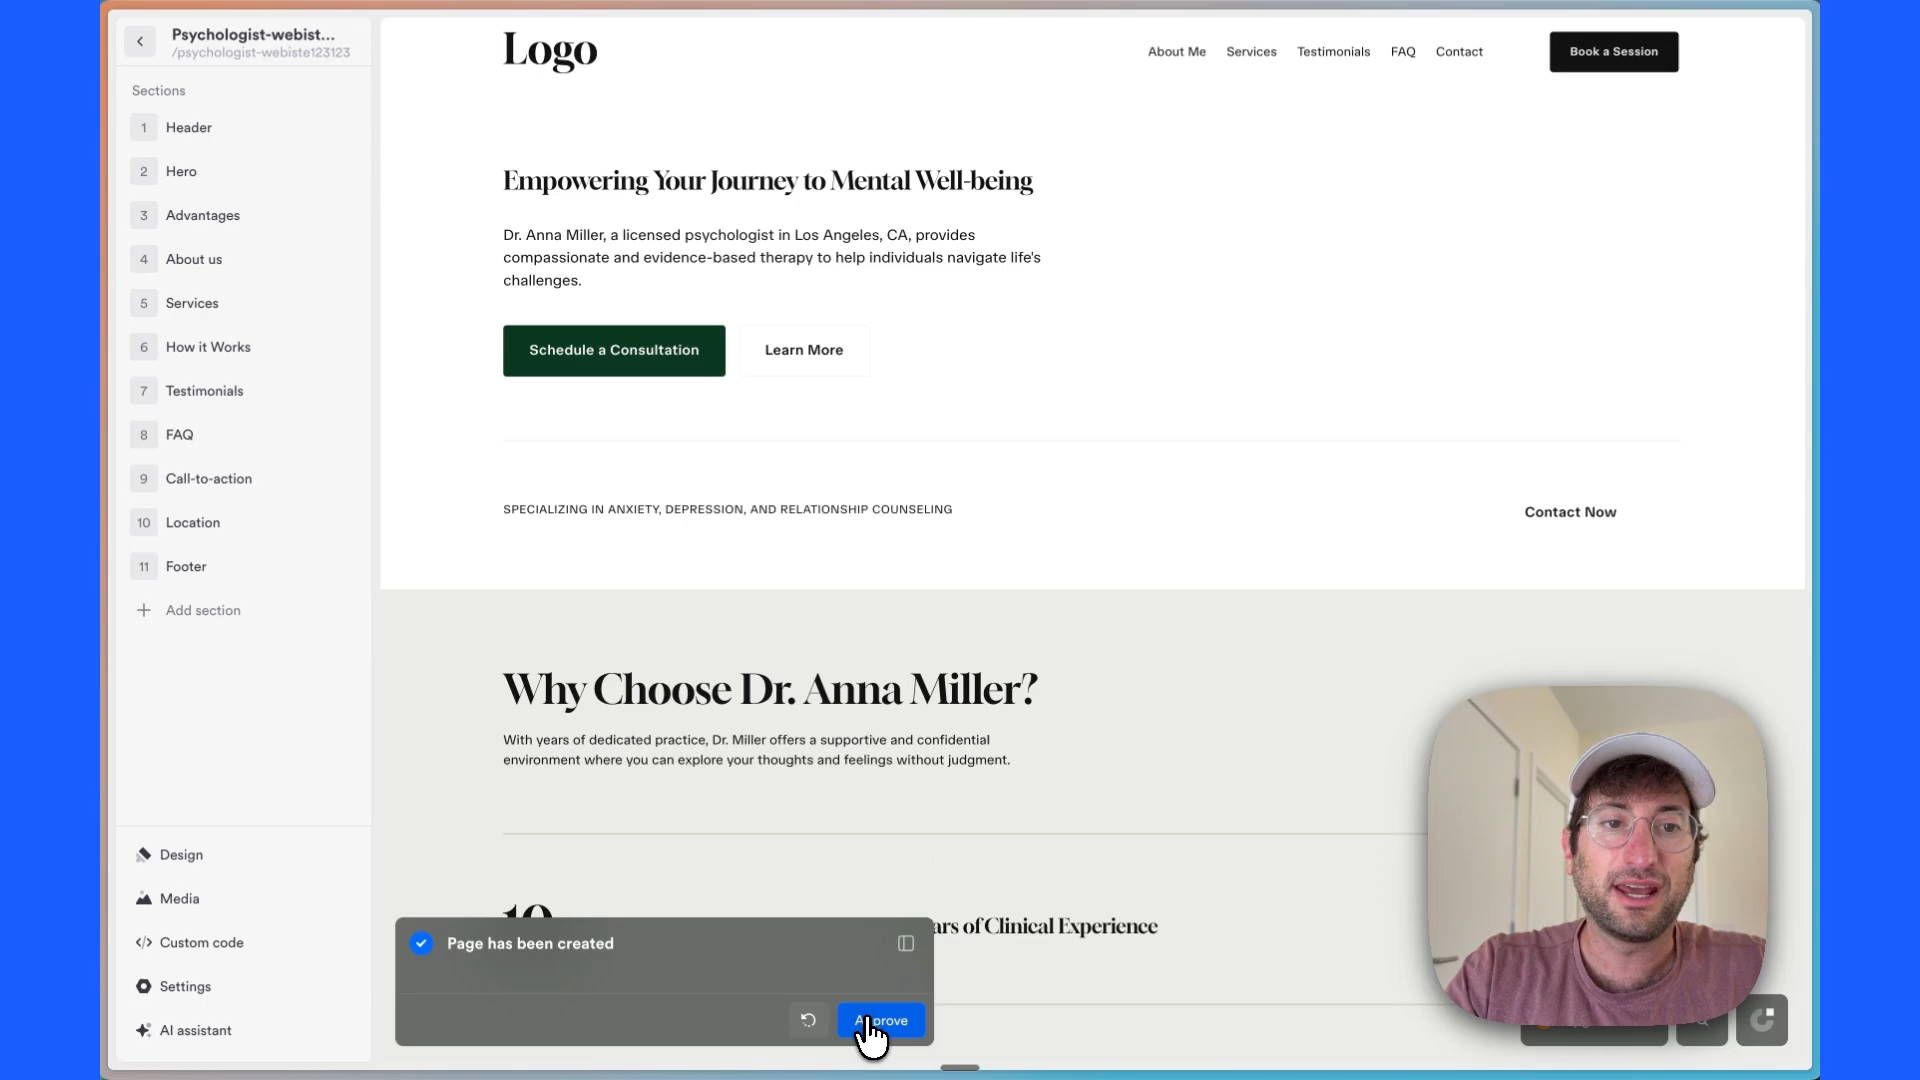 Psychologist-webist...
/psychologist-webiste123123
Sections
1 Header
2 Hero
3 Advantages
4 About us
5 Services
6 How it Works
7 Testimonials
8 FAQ
9 Call-to-action
10 Location
11 Footer
+ Add section
Design
Media
Custom code
Settings
AI assistant
Logo
About Me Services Testimonials FAQ Contact
Book a Session
Empowering Your Journey to Mental Well-being
Dr. Anna Miller, a licensed psychologist in Los Angeles, CA, provides
compassionate and evidence-based therapy to help individuals navigate life's
challenges.
Schedule a Consultation
Learn More
SPECIALIZING IN ANXIETY, DEPRESSION, AND RELATIONSHIP COUNSELING
Contact Now
Why Choose Dr. Anna Miller?
With years of dedicated practice, Dr. Miller offers a supportive and confidential
environment where you can explore your thoughts and feelings without judgment.
of Clinical Experience
Page has been created
Approve